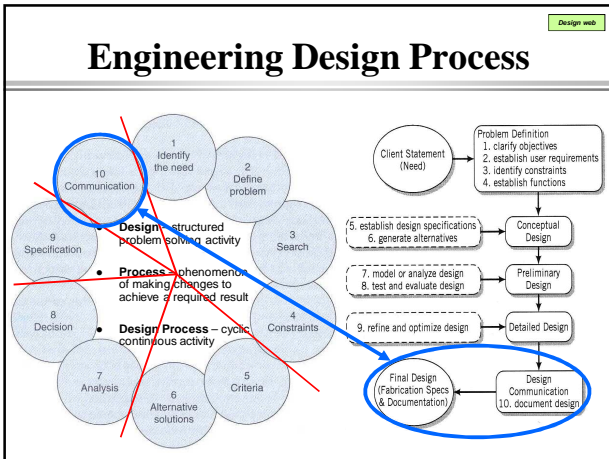 Design web
Engineering Design Process
1
Identify
the need
2
Define
problem
3
Search
4
Constraints
5
Criteria
6
Alternative
solutions
7
Analysis
8
Decision
9
Specification
10
Communication
• Design – structured
problem solving activity
• Process – phenomenon
of making changes to
achieve a required result
• Design Process – cyclic
continuous activity
Client Statement
(Need)
Problem Definition
1. clarify objectives
2. establish user requirements
3. identify constraints
4. establish functions
5. establish design specifications
6. generate alternatives
Conceptual
Design
7. model or analyze design
8. test and evaluate design
Preliminary
Design
9. refine and optimize design
Detailed Design
Final Design
(Fabrication Specs
& Documentation)
Design
Communication
10. document design